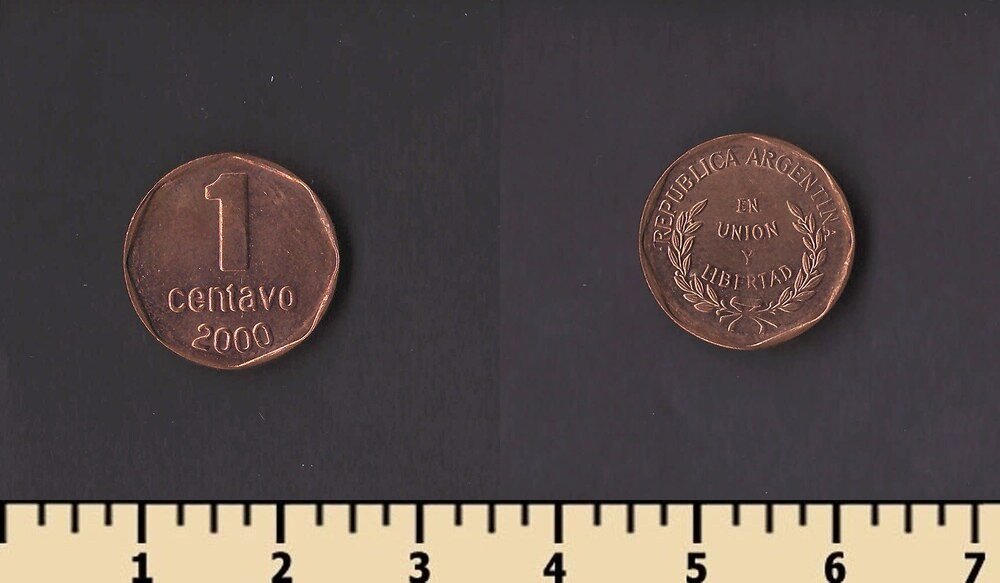 1
centavo
2000
REPUBLICA ARGENTINA
EN
UNION
Y
LIBERTAD
1 2 3 4 5 6 7